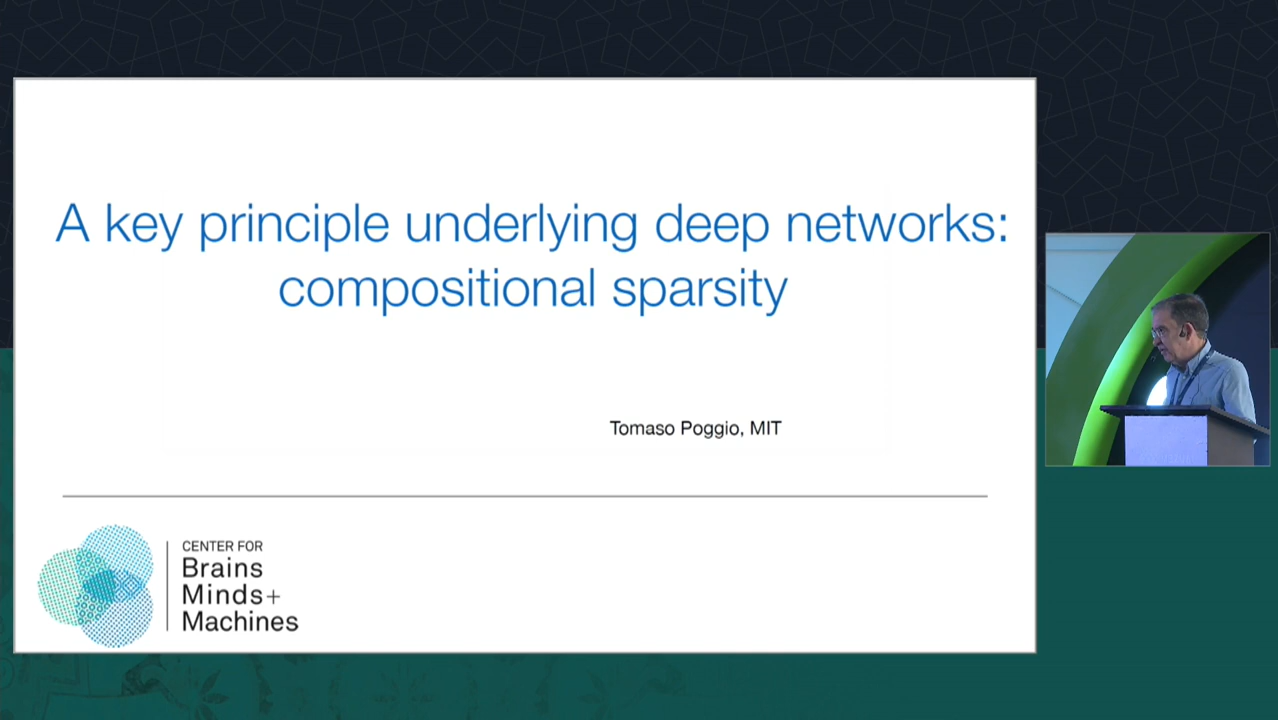 A key principle underlying deep networks:
compositional sparsity
Tomaso Poggio, MIT
CENTER FOR
Brains
Minds+
Machines